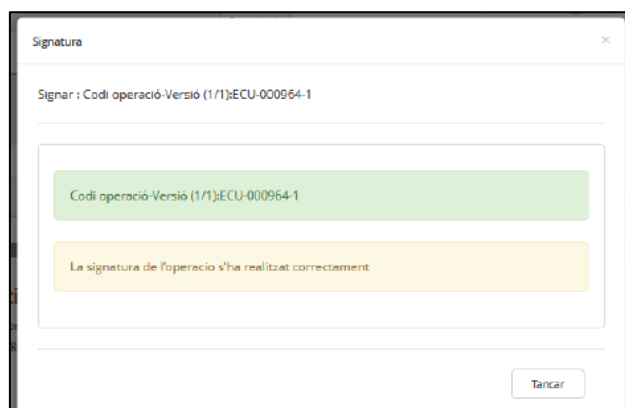 Signatura
×
Signar : Codi operació-Versió (1/1):ECU-000964-1
Codi operació-Versió (1/1):ECU-000964-1
La signatura de l'operacio s'ha realitzat correctament
Tancar